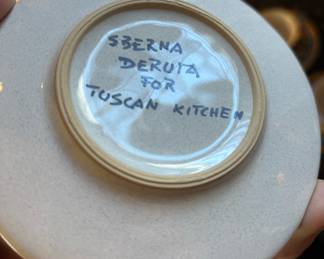 SBERNA
DERUTA
FOR
TUSCAN KITCHEN